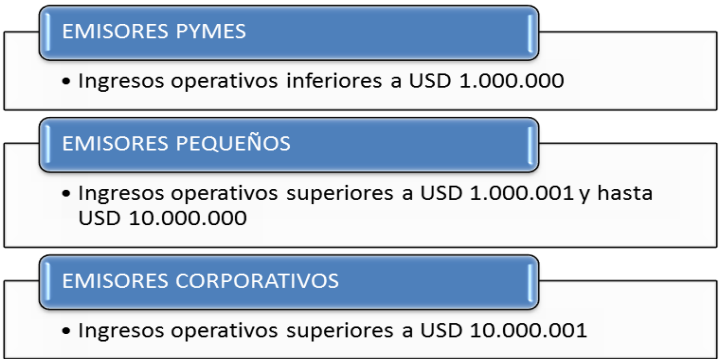 EMISORES PYMES
• Ingresos operativos inferiores a USD 1.000.000
EMISORES PEQUEÑOS
• Ingresos operativos superiores a USD 1.000.001 y hasta
USD 10.000.000
EMISORES CORPORATIVOS
• Ingresos operativos superiores a USD 10.000.001